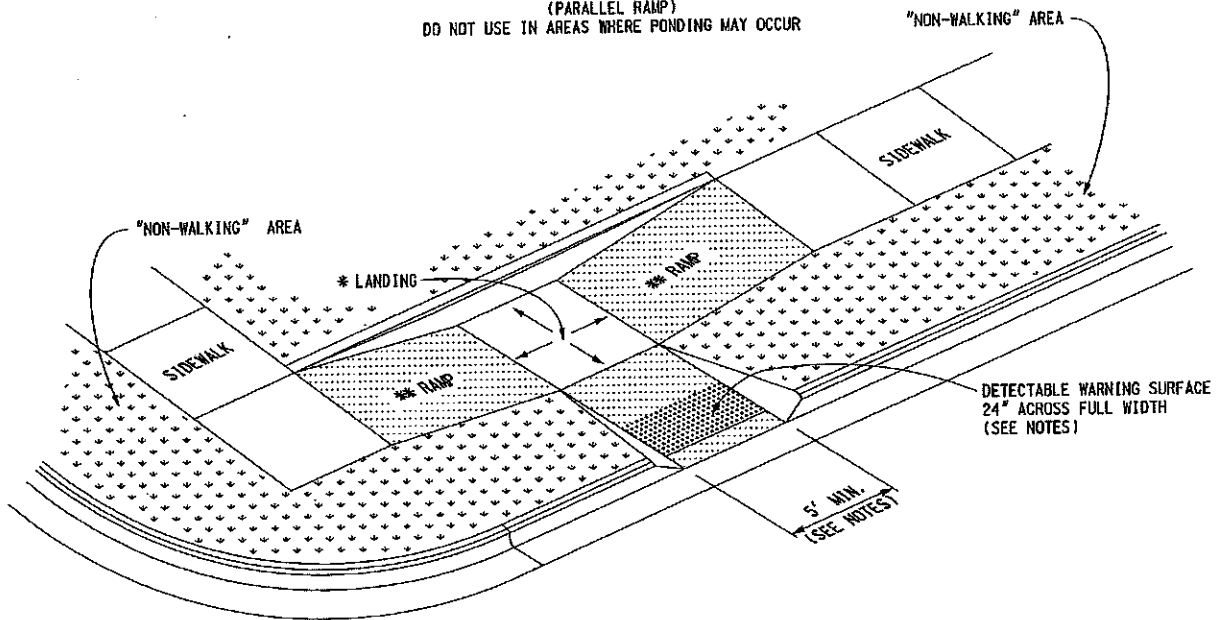 (PARALLEL RAMP)
DO NOT USE IN AREAS WHERE PONDING MAY OCCUR
"NON-WALKING" AREA
SIDEWALK
"NON-WALKING" AREA
** RAMP
* LANDING
SIDEWALK
** RAMP
DETECTABLE WARNING SURFACE
24" ACROSS FULL WIDTH
(SEE NOTES)
5' MIN.
(SEE NOTES)